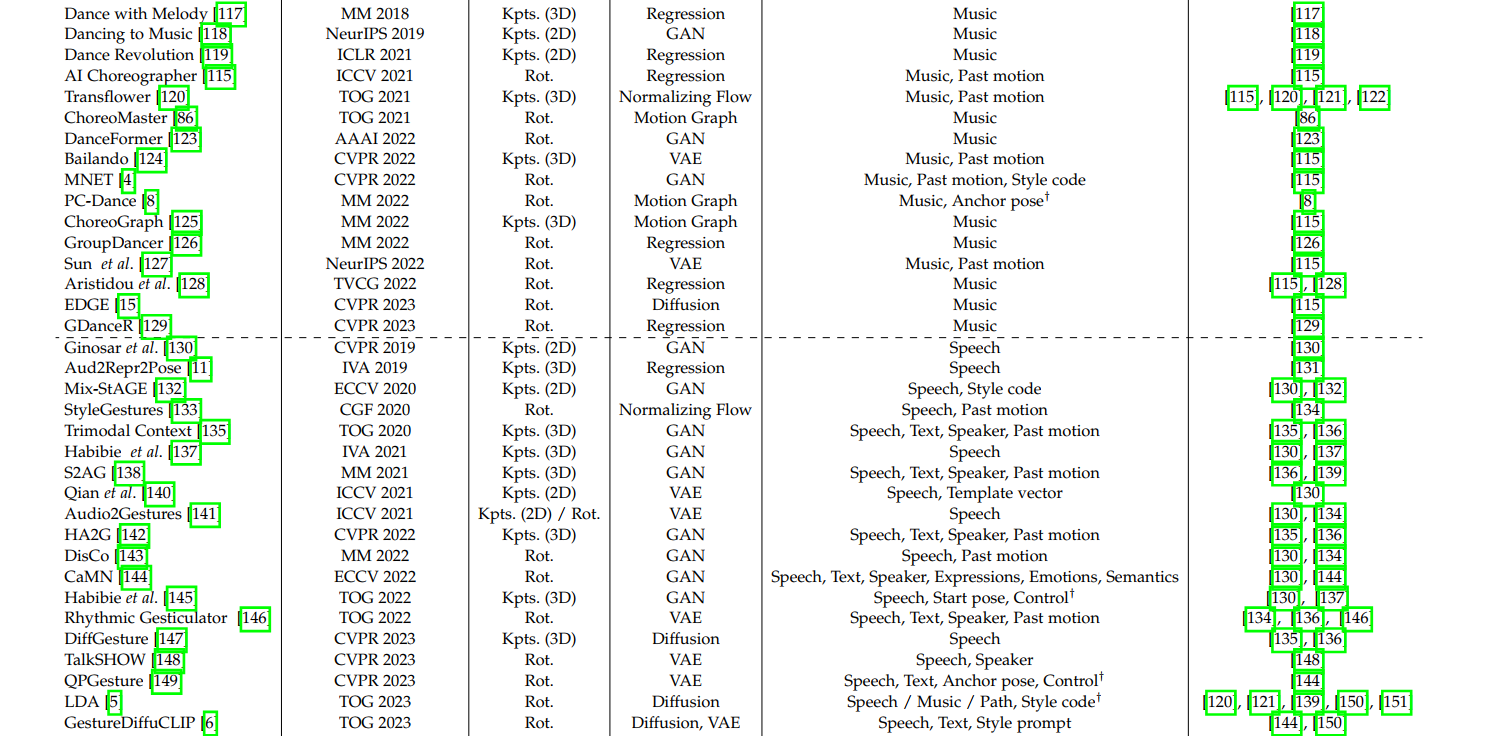 Dance with Melody [117] MM 2018 Kpts. (3D) Regression Music [117]
Dancing to Music [118] NeurIPS 2019 Kpts. (2D) GAN Music [118]
Dance Revolution [119] ICLR 2021 Kpts. (2D) Regression Music [119]
AI Choreographer [115] ICCV 2021 Rot. Regression Music, Past motion [115]
Transflower [120] TOG 2021 Kpts. (3D) Normalizing Flow Music, Past motion [115], [120], [121], [122]
ChoreoMaster [86] TOG 2021 Rot. Motion Graph Music [86]
DanceFormer [123] AAAI 2022 Rot. GAN Music [123]
Bailando [124] CVPR 2022 Kpts. (3D) VAE Music, Past motion [115]
MNET [4] CVPR 2022 Rot. GAN Music, Past motion, Style code [115]
PC-Dance [8] MM 2022 Rot. Motion Graph Music, Anchor pose† [8]
ChoreoGraph [125] MM 2022 Kpts. (3D) Motion Graph Music [115]
GroupDancer [126] MM 2022 Rot. Regression Music [126]
Sun et al. [127] NeurIPS 2022 Rot. VAE Music, Past motion [115]
Aristidou et al. [128] TVCG 2022 Rot. Regression Music [115], [128]
EDGE [15] CVPR 2023 Rot. Diffusion Music [115]
GDanceR [129] CVPR 2023 Rot. Regression Music [129]
Ginosar et al. [130] CVPR 2019 Kpts. (2D) GAN Speech [130]
Aud2Repr2Pose [11] IVA 2019 Kpts. (3D) Regression Speech [131]
Mix-StAGE [132] ECCV 2020 Kpts. (2D) GAN Speech, Style code [130], [132]
StyleGestures [133] CGF 2020 Rot. Normalizing Flow Speech, Past motion [134]
Trimodal Context [135] TOG 2020 Kpts. (3D) GAN Speech, Text, Speaker, Past motion [135], [136]
Habibie et al. [137] IVA 2021 Kpts. (3D) GAN Speech [130], [137]
S2AG [138] MM 2021 Kpts. (3D) GAN Speech, Text, Speaker, Past motion [136], [139]
Qian et al. [140] ICCV 2021 Kpts. (2D) VAE Speech, Template vector [130]
Audio2Gestures [141] ICCV 2021 Kpts. (2D) / Rot. VAE Speech [130], [134]
HA2G [142] CVPR 2022 Kpts. (3D) GAN Speech, Text, Speaker, Past motion [135], [136]
DisCo [143] MM 2022 Rot. GAN Speech, Past motion [130], [134]
CaMN [144] ECCV 2022 Rot. GAN Speech, Text, Speaker, Expressions, Emotions, Semantics [130], [144]
Habibie et al. [145] TOG 2022 Kpts. (3D) GAN Speech, Start pose, Control† [130], [137]
Rhythmic Gesticulator [146] TOG 2022 Rot. VAE Speech, Text, Speaker, Past motion [134], [136], [146]
DiffGesture [147] CVPR 2023 Kpts. (3D) Diffusion Speech [135], [136]
TalkSHOW [148] CVPR 2023 Rot. VAE Speech, Speaker [148]
QPGesture [149] CVPR 2023 Rot. VAE Speech, Text, Anchor pose, Control† [144]
LDA [5] TOG 2023 Rot. Diffusion Speech / Music / Path, Style code† [120], [121], [139], [150], [151]
GestureDiffuCLIP [6] TOG 2023 Rot. Diffusion, VAE Speech, Text, Style prompt [144], [150]